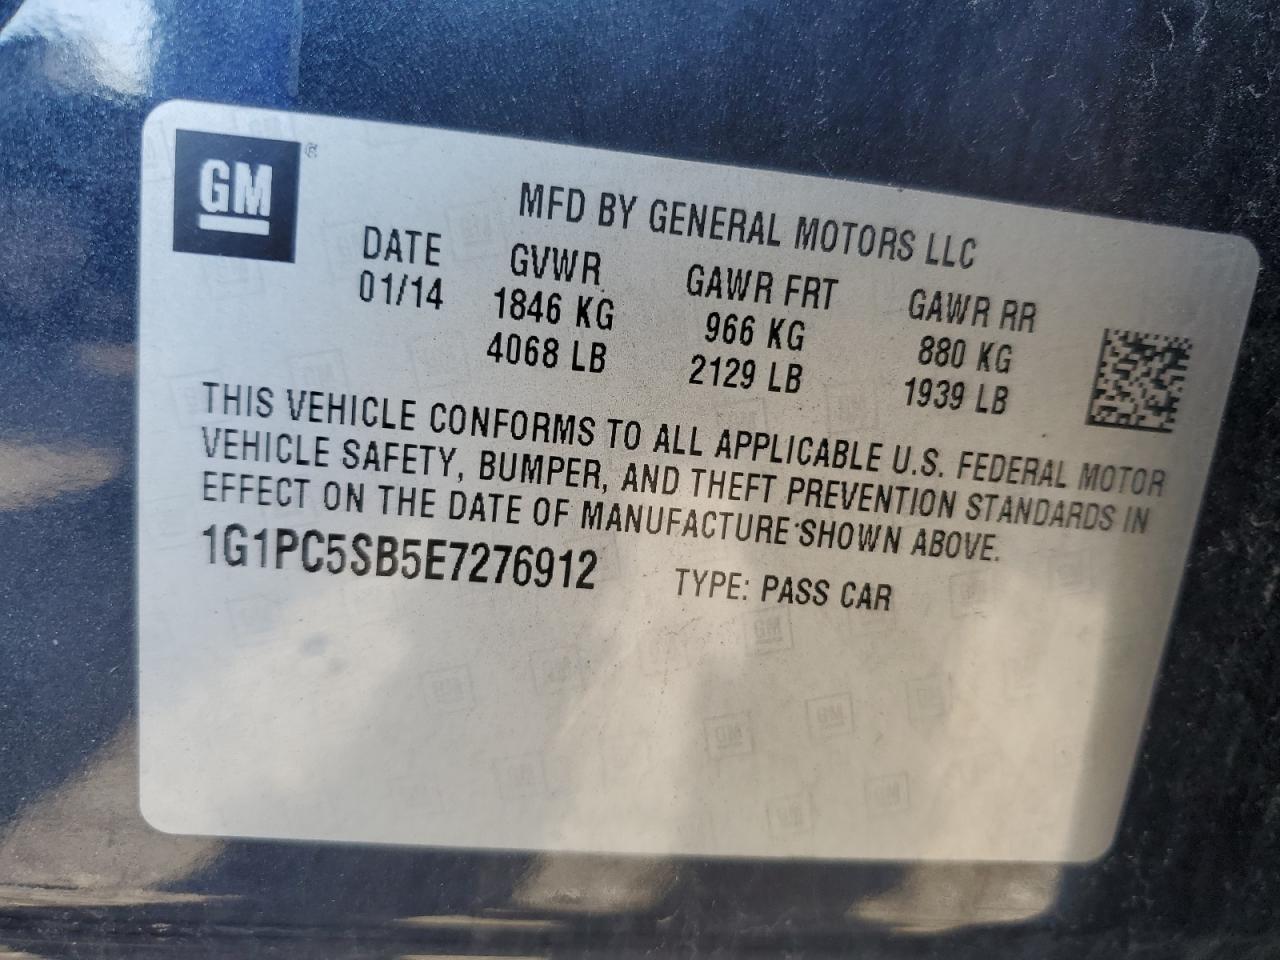 GM ®
MFD BY GENERAL MOTORS LLC
DATE GVWR GAWR FRT GAWR RR
01/14 1846 KG 966 KG 880 KG
4068 LB 2129 LB 1939 LB
THIS VEHICLE CONFORMS TO ALL APPLICABLE U.S. FEDERAL MOTOR
VEHICLE SAFETY, BUMPER, AND THEFT PREVENTION STANDARDS IN
EFFECT ON THE DATE OF MANUFACTURE SHOWN ABOVE.
1G1PC5SB5E7276912 TYPE: PASS CAR